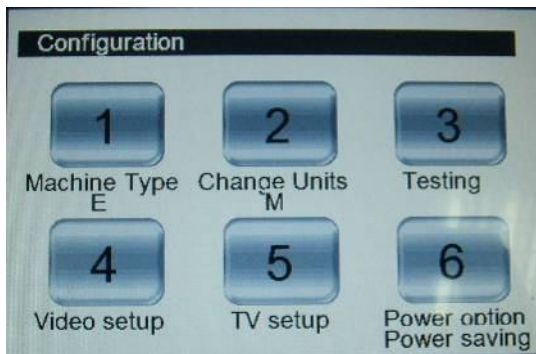 Configuration
1 2 3
Machine Type Change Units Testing
E M
4 5 6
Video setup TV setup Power option
Power saving